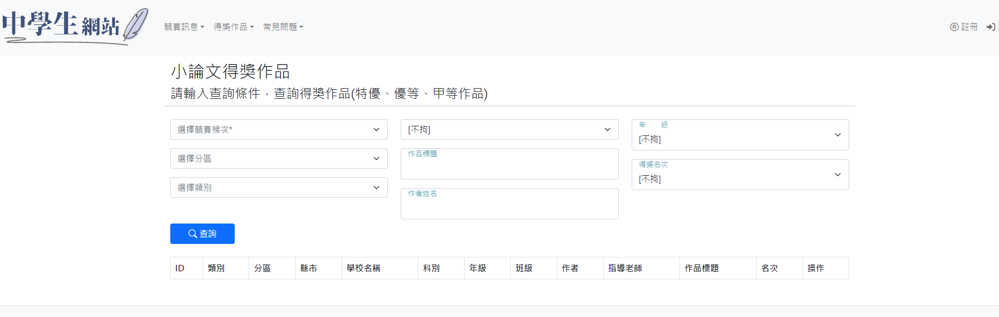 中學生網站
競賽訊息 得獎作品 常見問題
® 註冊
小論文得獎作品
請輸入查詢條件，查詢得獎作品(特優、優等、甲等作品)
選擇競賽梯次*
選擇分區
選擇類別
[不拘]
作品標題
作者姓名
年　　級
[不拘]
得獎名次
[不拘]
查詢
ID 類別 分區 縣市 學校名稱 科別 年級 班級 作者 指導老師 作品標題 名次 操作